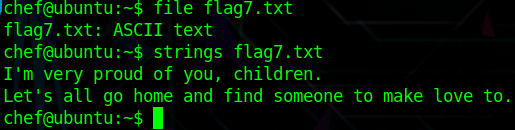 chef@ubuntu:~$ file flag7.txt
flag7.txt: ASCII text
chef@ubuntu:~$ strings flag7.txt
I'm very proud of you, children.
Let's all go home and find someone to make love to.
chef@ubuntu:~$